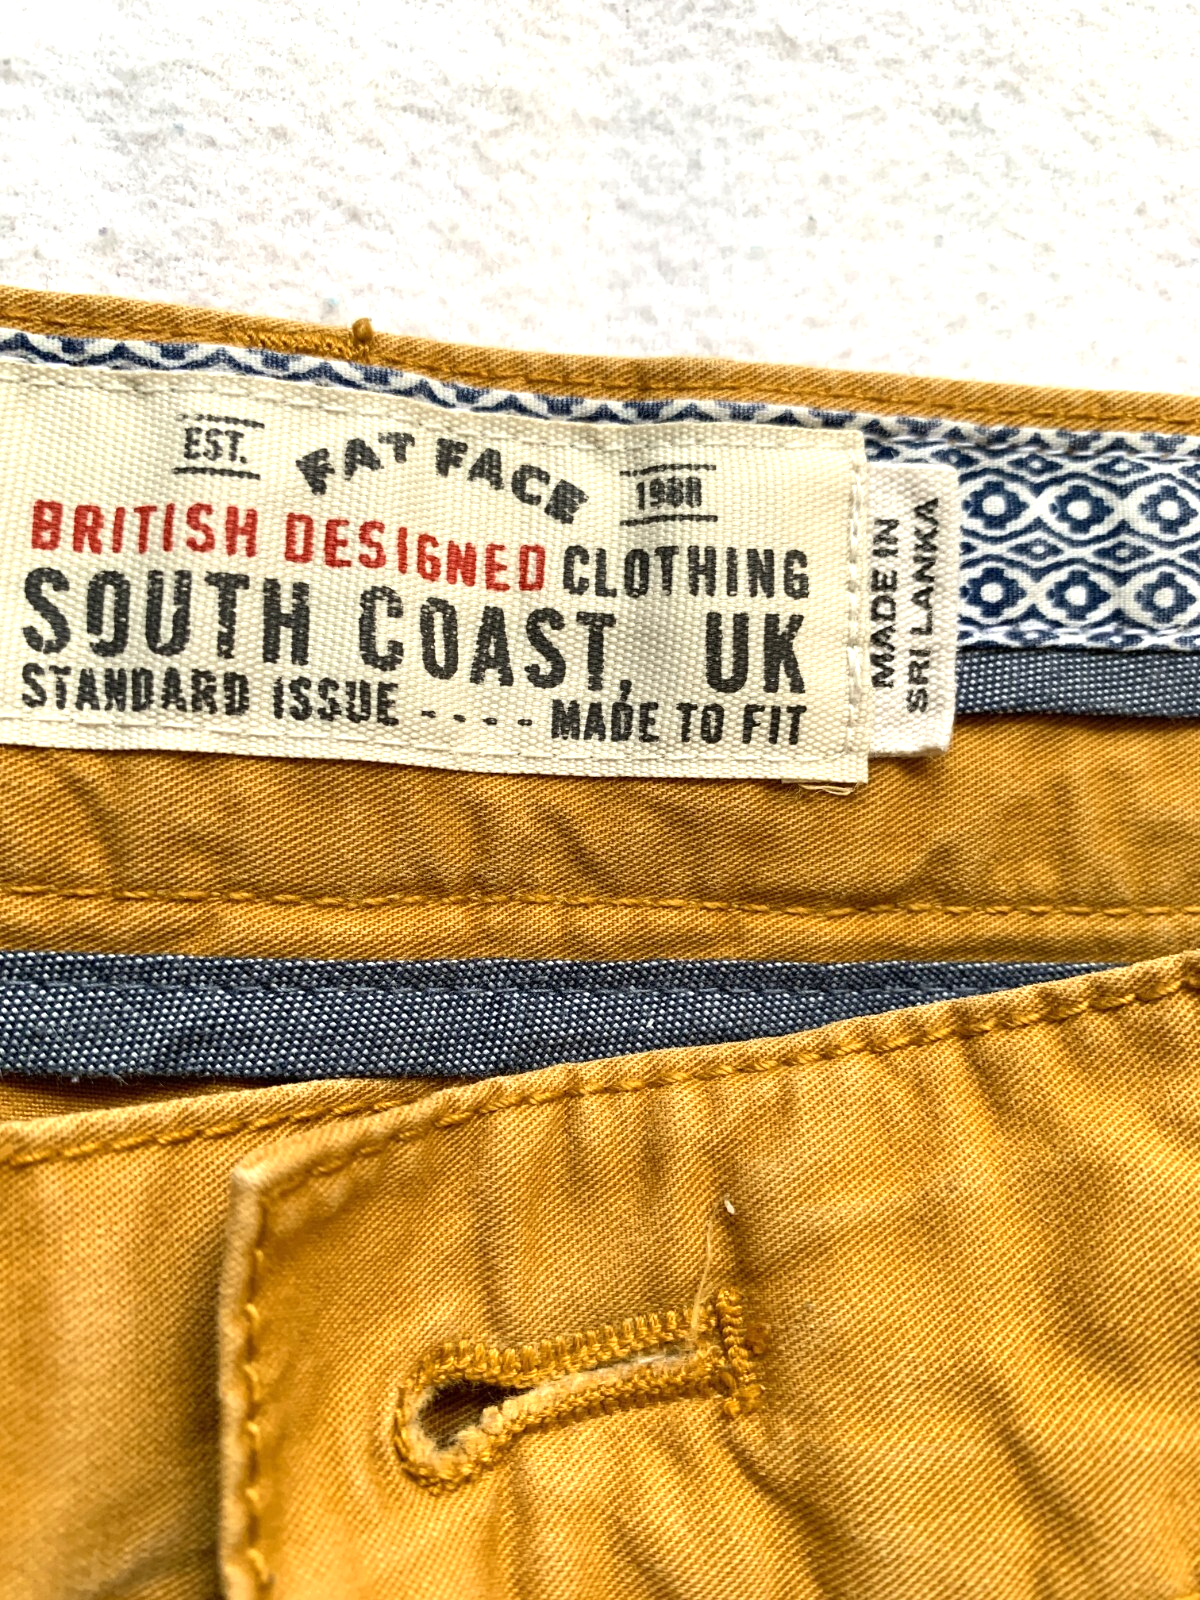 EST. FAT FACE 1988
BRITISH DESIGNED CLOTHING
SOUTH COAST, UK
STANDARD ISSUE - - - - MADE TO FIT
MADE IN
SRI LANKA